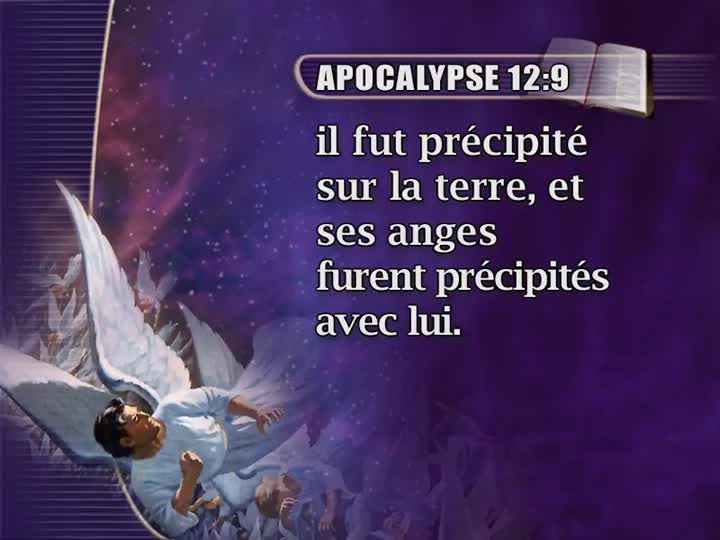 APOCALYPSE 12:9
il fut précipité
sur la terre, et
ses anges
furent précipités
avec lui.